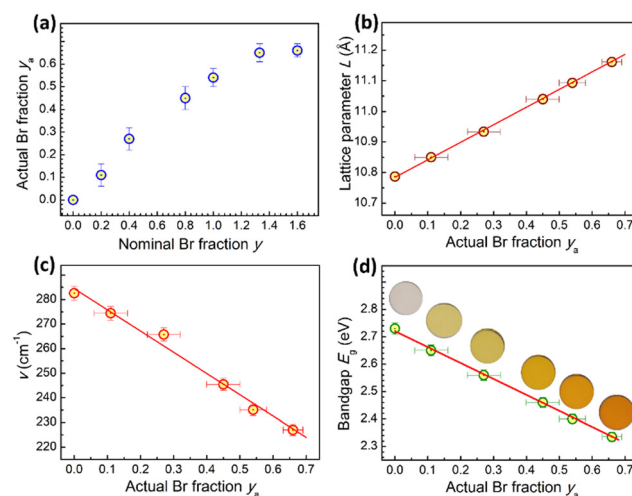 (a)
Actual Br fraction yₐ
0.6
0.5
0.4
0.3
0.2
0.1
0.0
0.0 0.2 0.4 0.6 0.8 1.0 1.2 1.4 1.6
Nominal Br fraction y
(b)
Lattice parameter L (Å)
11.2
11.1
11.0
10.9
10.8
10.7
0.0 0.1 0.2 0.3 0.4 0.5 0.6 0.7
Actual Br fraction yₐ
(c)
ν (cm⁻¹)
280
270
260
250
240
230
220
0.0 0.1 0.2 0.3 0.4 0.5 0.6 0.7
Actual Br fraction yₐ
(d)
Bandgap E_g (eV)
2.8
2.7
2.6
2.5
2.4
2.3
0.0 0.1 0.2 0.3 0.4 0.5 0.6 0.7
Actual Br fraction yₐ